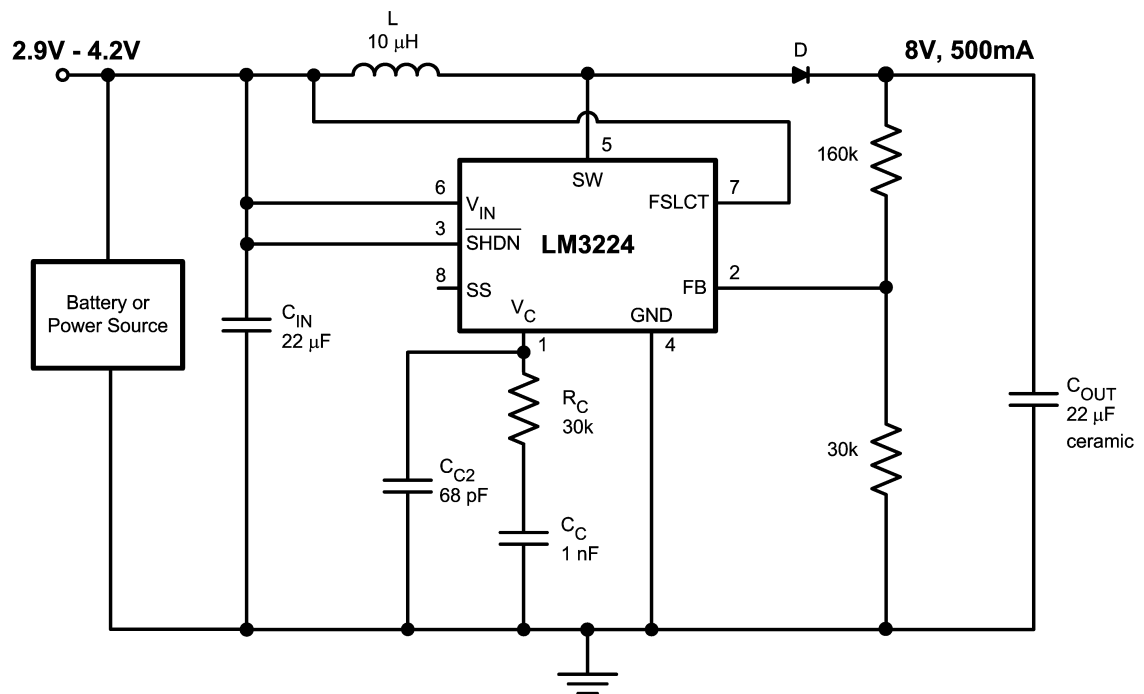 L
10 μH
2.9V - 4.2V
D
8V, 500mA
5
SW
160k
6
V_IN
7
FSLCT
3
SHDN
LM3224
8
SS
2
FB
Battery or
Power Source
C_IN
22 μF
V_C
GND
1
4
R_C
30k
C_OUT
22 μF
ceramic
30k
C_C2
68 pF
C_C
1 nF